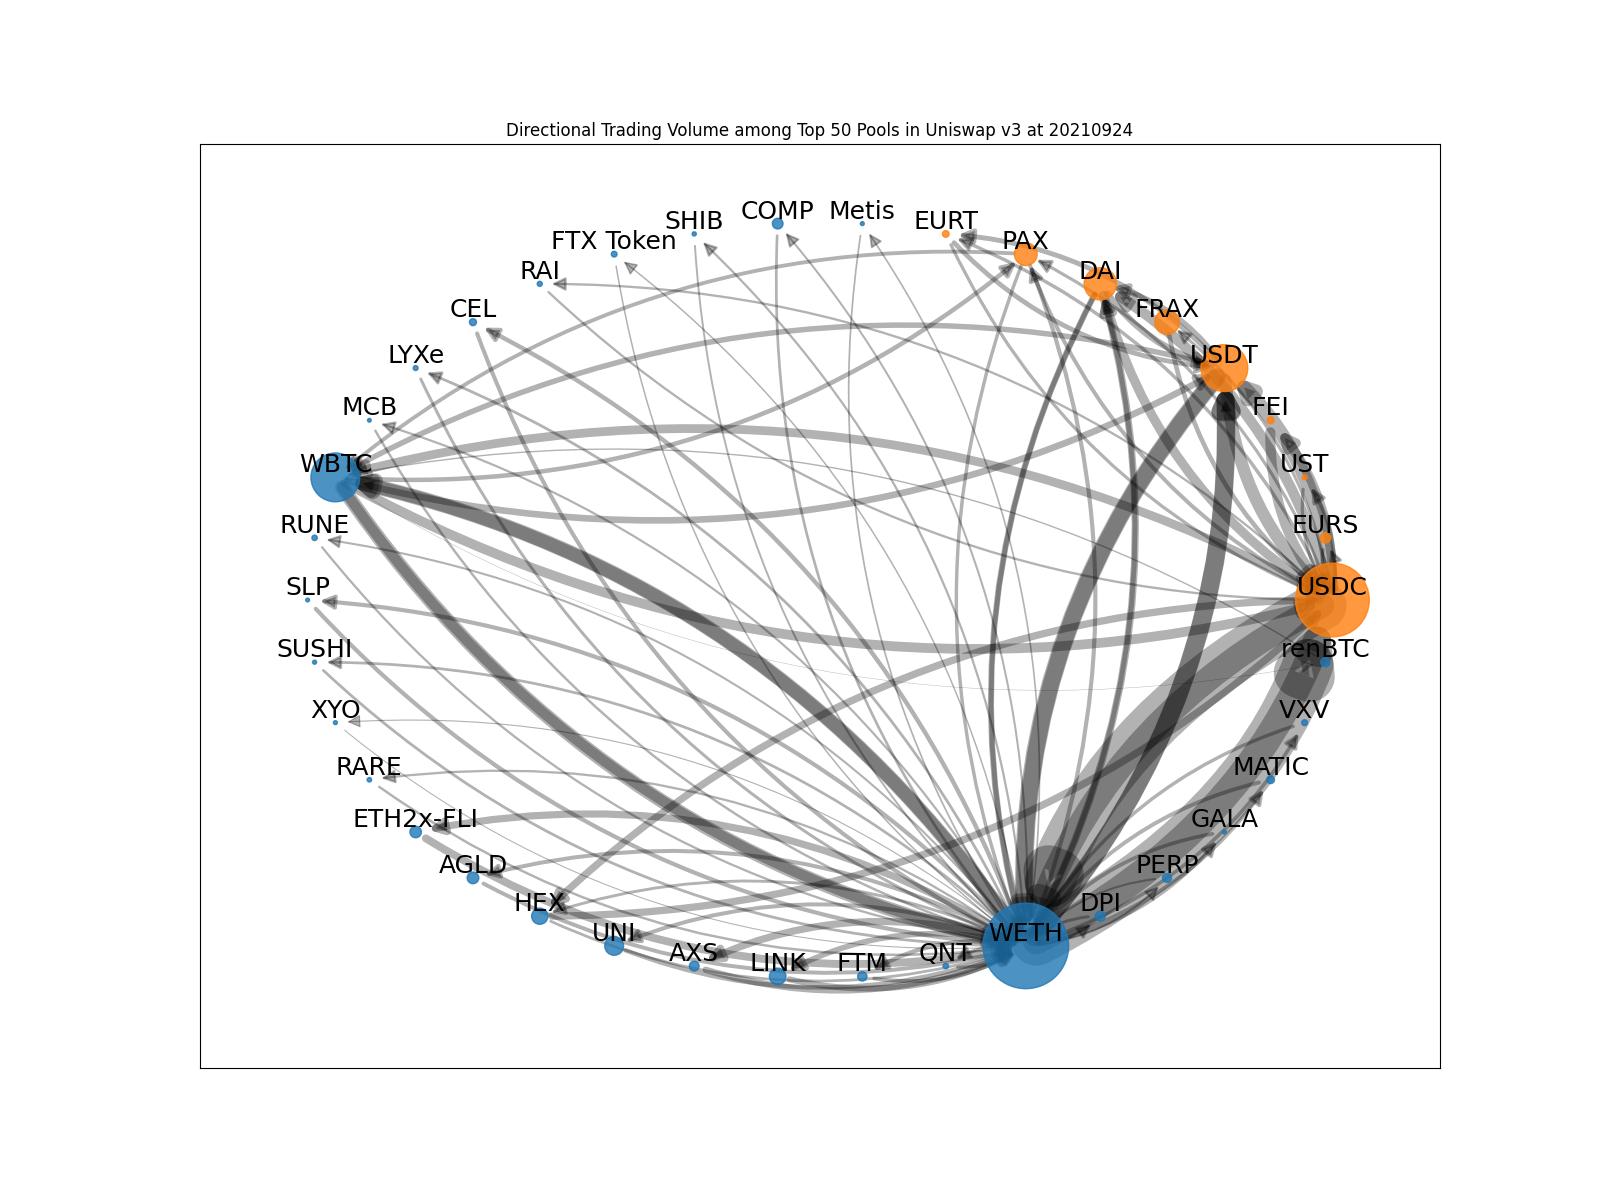 Directional Trading Volume among Top 50 Pools in Uniswap v3 at 20210924
COMP
Metis
SHIB
EURT
FTX Token
PAX
RAI
DAI
CEL
FRAX
LYXe
USDT
MCB
FEI
WBTC
UST
RUNE
EURS
SLP
USDC
SUSHI
renBTC
XYO
VXV
RARE
MATIC
ETH2x-FLI
GALA
AGLD
PERP
HEX
DPI
UNI
WETH
AXS
QNT
LINK
FTM